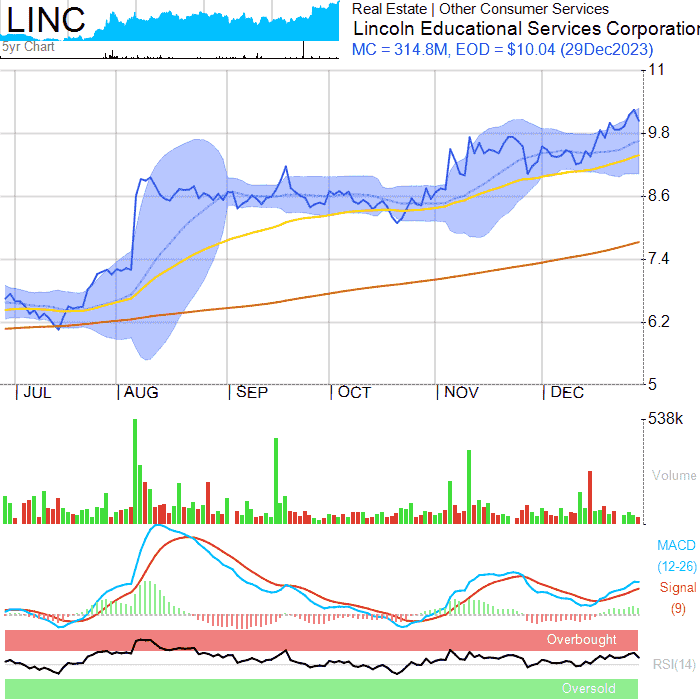 LINC
5yr Chart
Real Estate | Other Consumer Services
Lincoln Educational Services Corporation
MC = 314.8M, EOD = $10.04 (29Dec2023)
11
9.8
8.6
7.4
6.2
5
JUL AUG SEP OCT NOV DEC
538k
Volume
MACD
(12-26)
Signal
(9)
Overbought
RSI(14)
Oversold